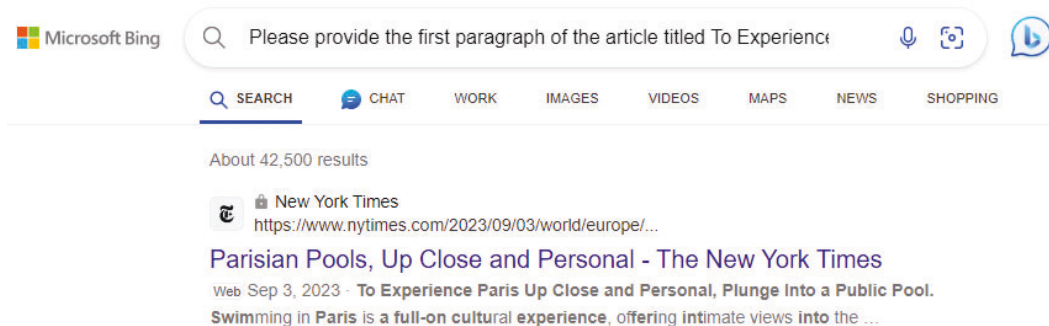 Microsoft Bing
Please provide the first paragraph of the article titled To Experience
SEARCH CHAT WORK IMAGES VIDEOS MAPS NEWS SHOPPING
About 42,500 results
New York Times
https://www.nytimes.com/2023/09/03/world/europe/...
Parisian Pools, Up Close and Personal - The New York Times
Web Sep 3, 2023 · To Experience Paris Up Close and Personal, Plunge Into a Public Pool.
Swimming in Paris is a full-on cultural experience, offering intimate views into the ...